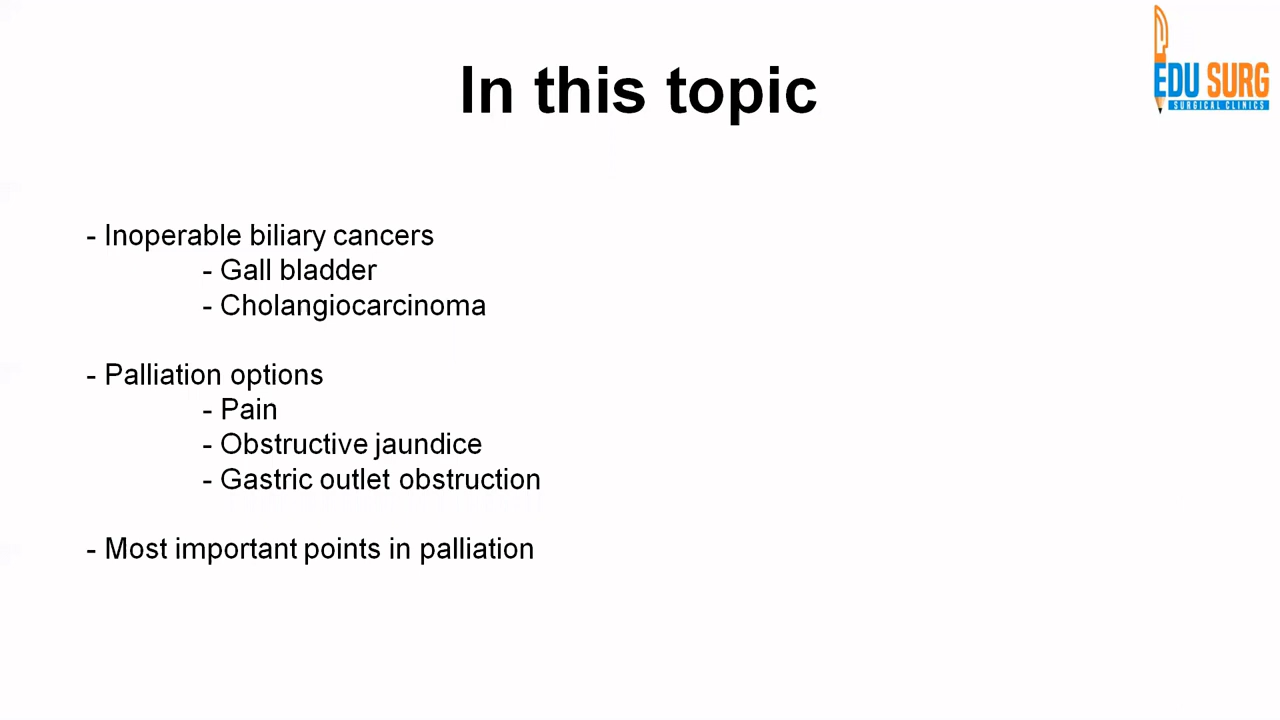 In this topic
EDU SURG
SURGICAL CLINICS
- Inoperable biliary cancers
- Gall bladder
- Cholangiocarcinoma
- Palliation options
- Pain
- Obstructive jaundice
- Gastric outlet obstruction
- Most important points in palliation